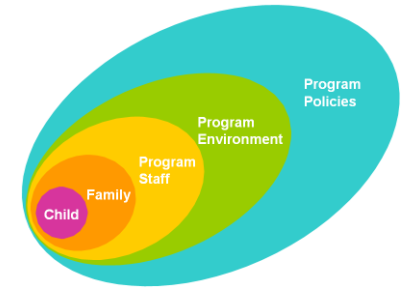 Program
Policies
Program
Environment
Program
Staff
Family
Child